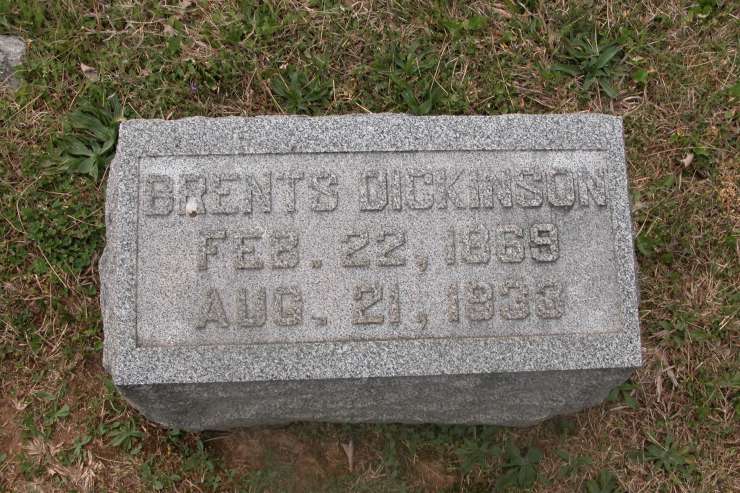 BRENTS DICKINSON
FEB. 22, 1869
AUG. 21, 1933